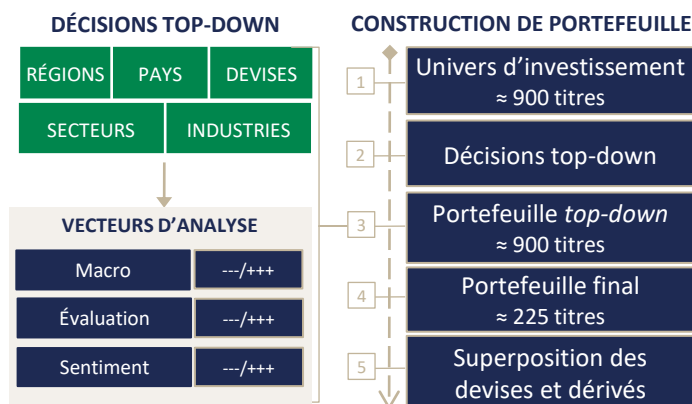 DÉCISIONS TOP-DOWN
RÉGIONS
PAYS
DEVISES
SECTEURS
INDUSTRIES
VECTEURS D’ANALYSE
Macro
---/+++
Évaluation
---/+++
Sentiment
---/+++
CONSTRUCTION DE PORTEFEUILLE
1
Univers d’investissement
≈ 900 titres
2
Décisions top-down
3
Portefeuille top-down
≈ 900 titres
4
Portefeuille final
≈ 225 titres
5
Superposition des
devises et dérivés